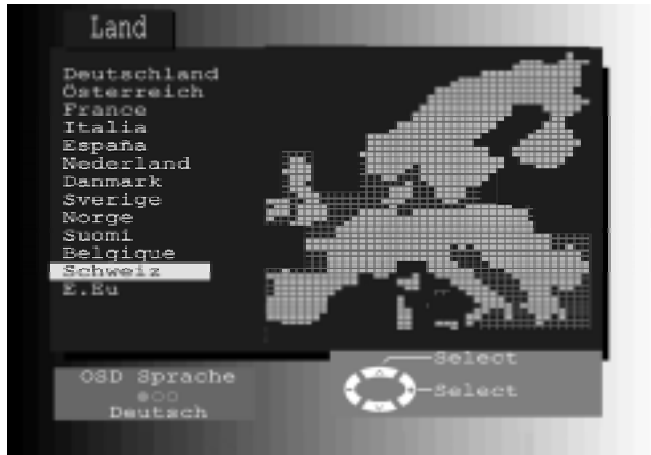 Land
Deutschland
Österreich
France
Italia
España
Nederland
Danmark
Sverige
Norge
Suomi
Belgique
Schweiz
E.Eu
Select
OSD Sprache
Select
Deutsch